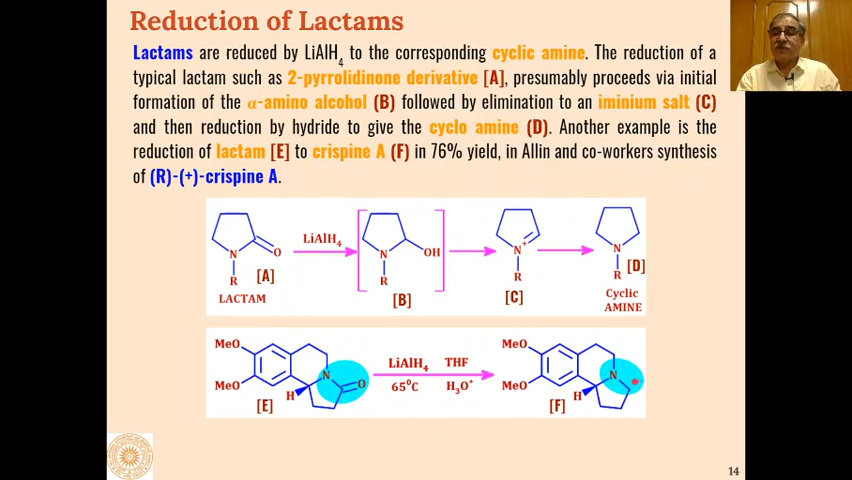 Reduction of Lactams
Lactams are reduced by LiAlH4 to the corresponding cyclic amine. The reduction of a
typical lactam such as 2-pyrrolidinone derivative [A], presumably proceeds via initial
formation of the α-amino alcohol (B) followed by elimination to an iminium salt (C)
and then reduction by hydride to give the cyclo amine (D). Another example is the
reduction of lactam [E] to crispine A (F) in 76% yield, in Allin and co-workers synthesis
of (R)-(+)-crispine A.
N
O
R
[A]
LACTAM
LiAlH4
N
OH
R
[B]
N+
R
[C]
N
R
[D]
Cyclic
AMINE
MeO
MeO
N
O
H
[E]
LiAlH4 THF
65⁰C H3O+
MeO
MeO
N
H
[F]
14